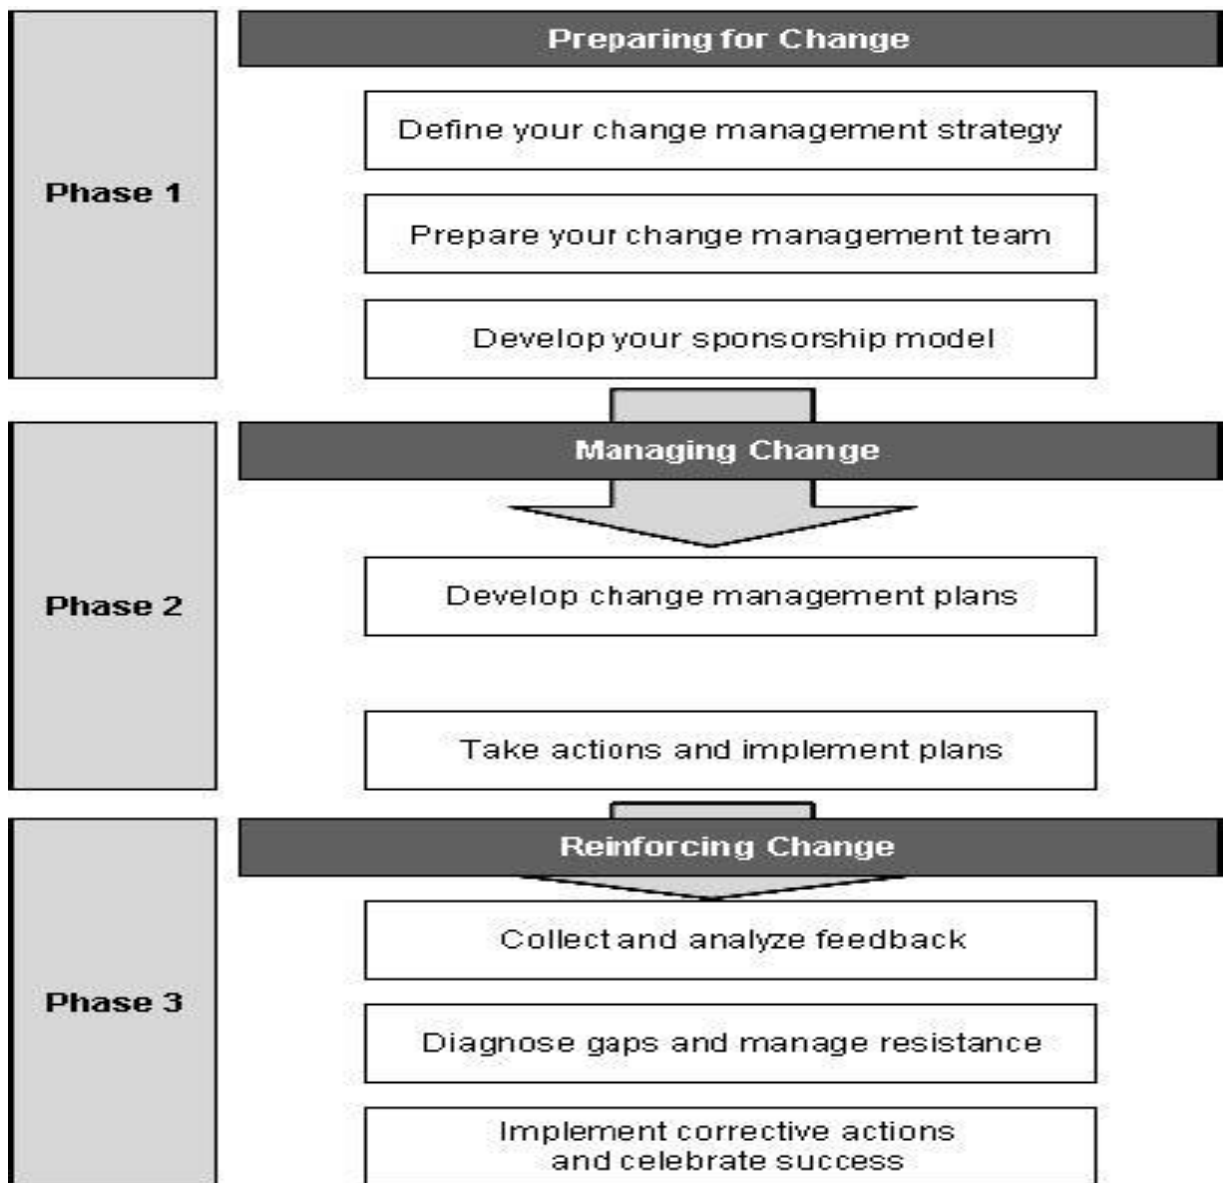 Preparing for Change
Define your change management strategy
Phase 1
Prepare your change management team
Develop your sponsorship model
Managing Change
Develop change management plans
Phase 2
Take actions and implement plans
Reinforcing Change
Collect and analyze feedback
Phase 3
Diagnose gaps and manage resistance
Implement corrective actions
and celebrate success